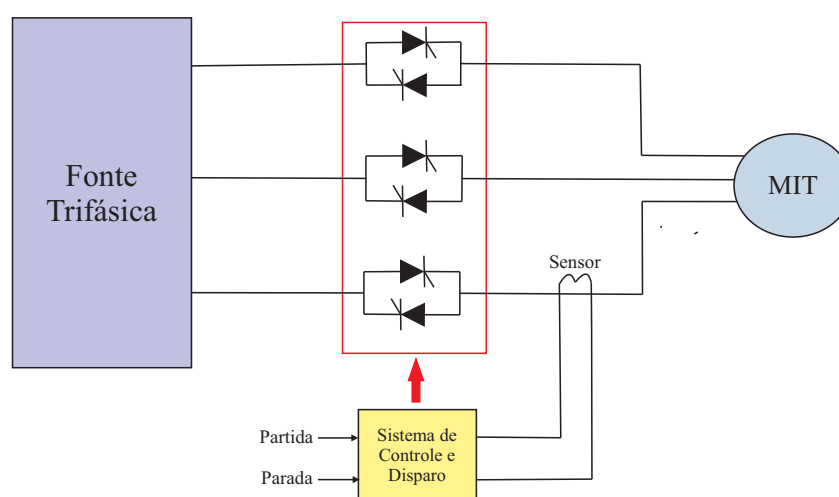 Fonte
Trifásica
MIT
Sensor
Partida
Parada
Sistema de
Controle e
Disparo